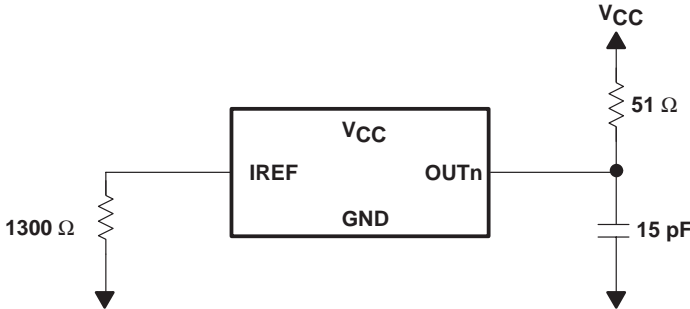 VCC
51 Ω
VCC
IREF
OUTn
1300 Ω
GND
15 pF